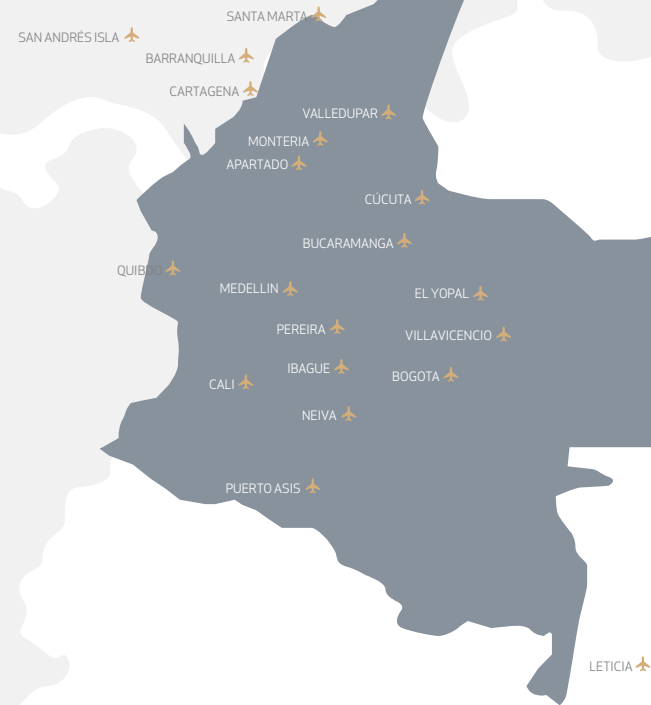 SANTA MARTA
SAN ANDRÉS ISLA
BARRANQUILLA
CARTAGENA
VALLEDUPAR
MONTERIA
APARTADO
CÚCUTA
BUCARAMANGA
QUIBDO
MEDELLIN
EL YOPAL
PEREIRA
VILLAVICENCIO
IBAGUE
BOGOTA
CALI
NEIVA
PUERTO ASIS
LETICIA